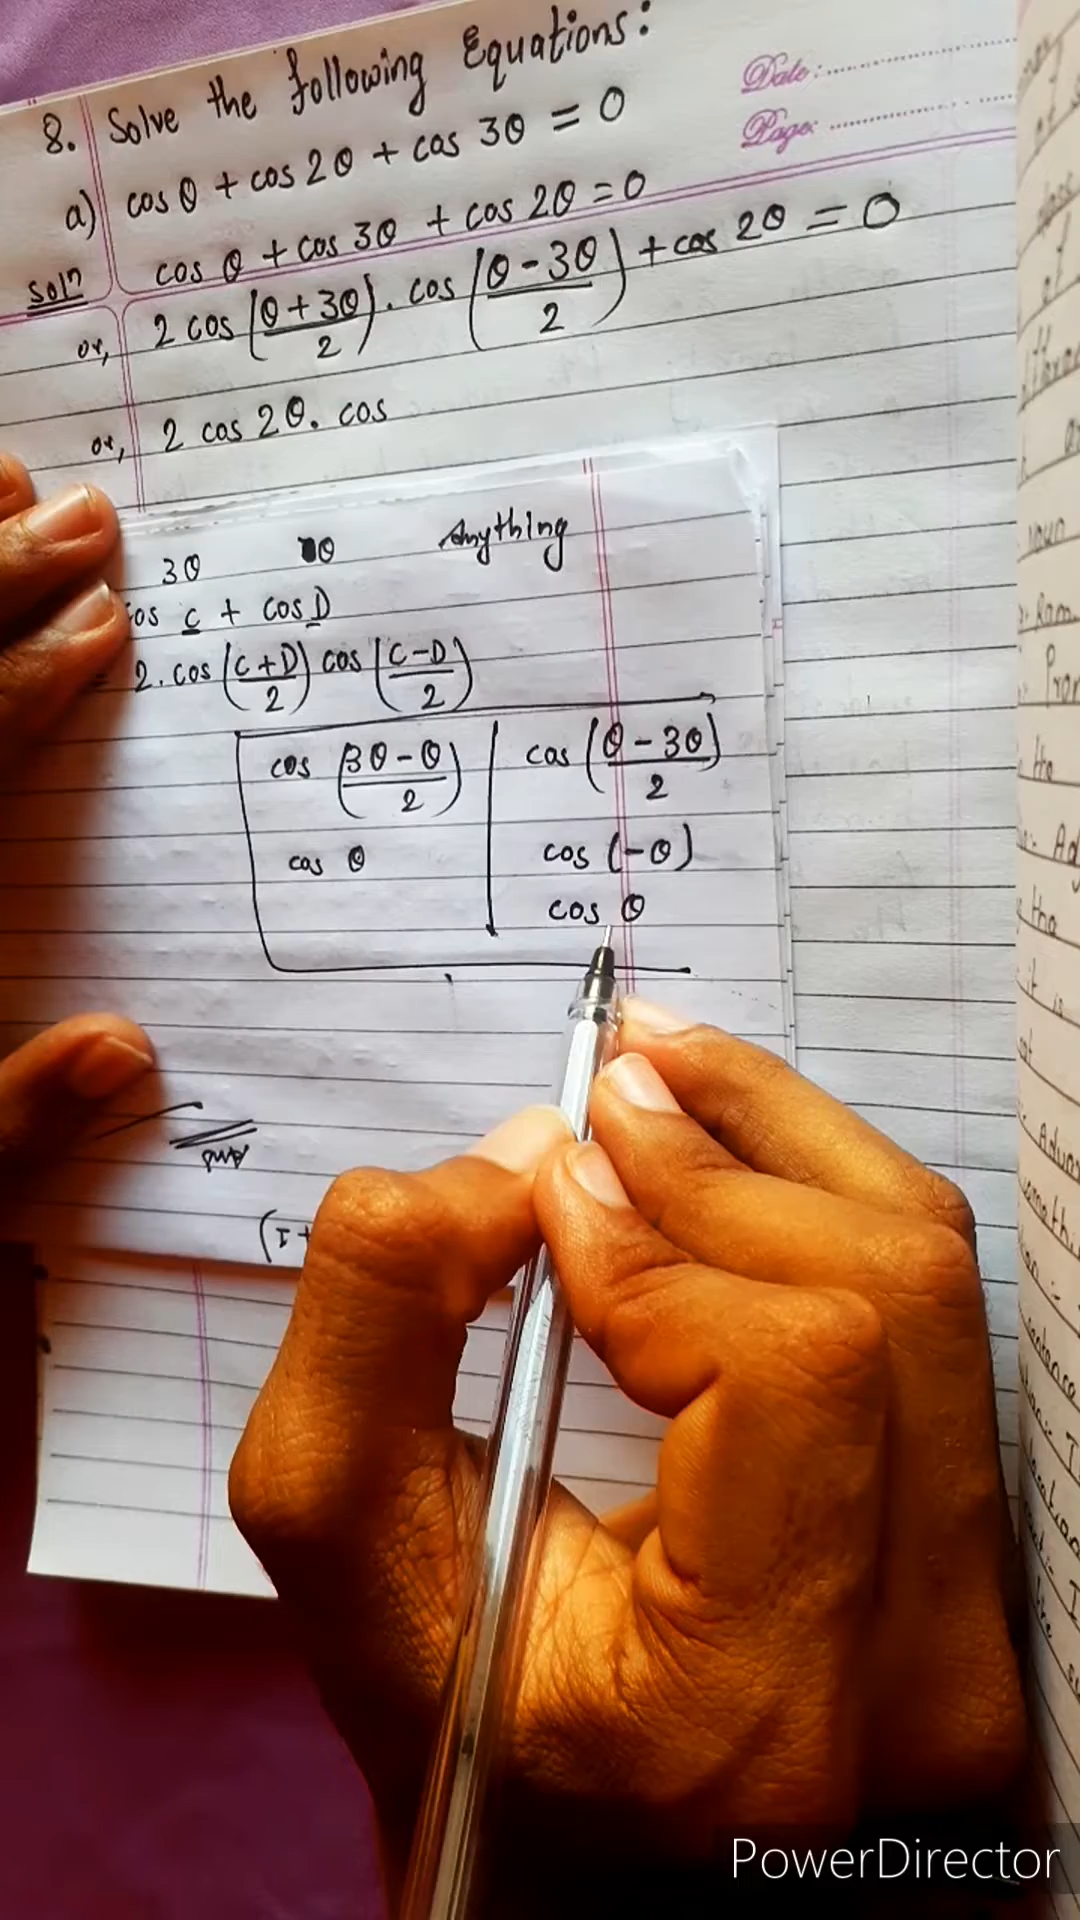 8. Solve the following Equations:
Date:
Page:
a) cos θ + cos 2θ + cos 3θ = 0
Solⁿ cos θ + cos 3θ + cos 2θ = 0
or, 2 cos (θ + 3θ / 2) . cos (θ - 3θ / 2) + cos 2θ = 0
or, 2 cos 2θ. cos
3θ θ Anything
cos C + cos D
= 2. cos (C + D / 2) cos (C - D / 2)
cos (3θ - θ / 2) cos (θ - 3θ / 2)
cos θ cos (-θ)
cos θ
PowerDirector